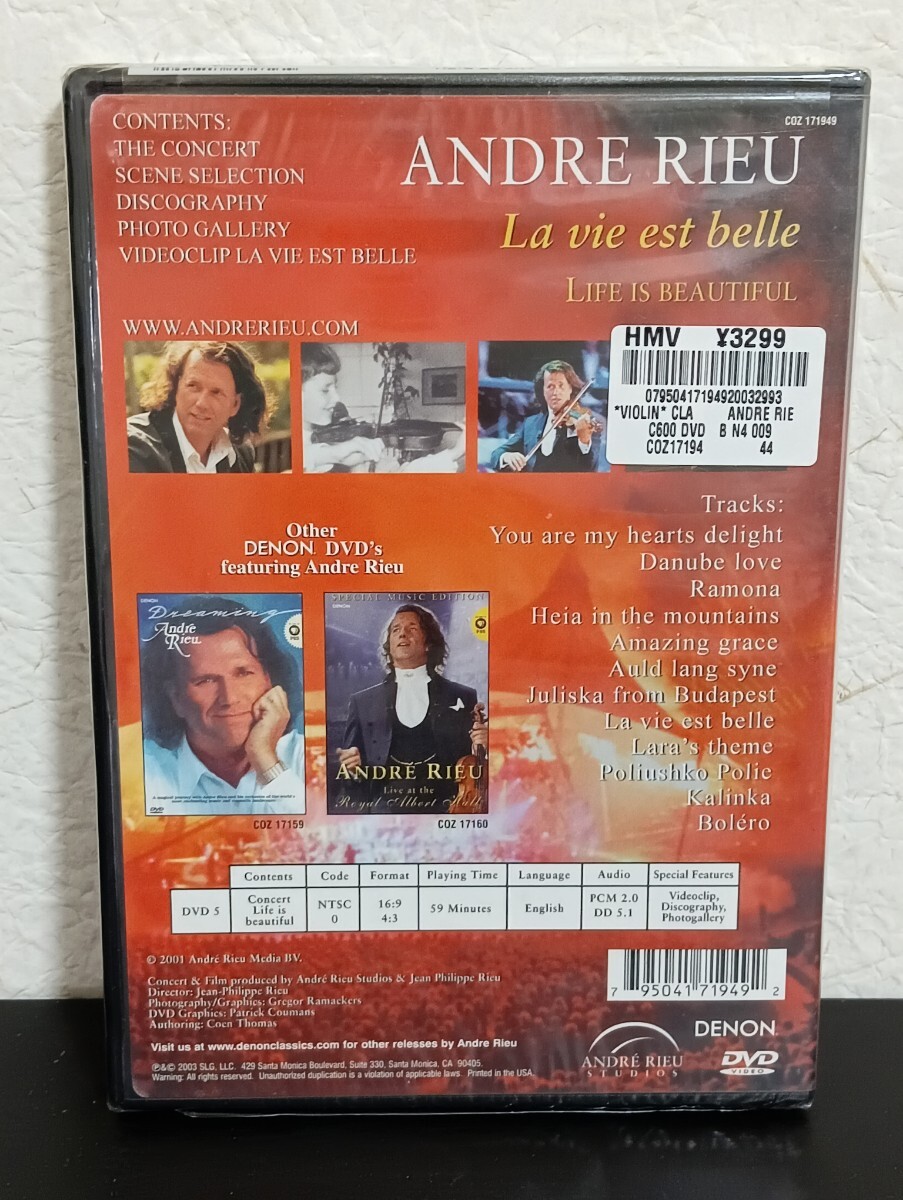 COZ 171949
CONTENTS:
THE CONCERT
SCENE SELECTION
DISCOGRAPHY
PHOTO GALLERY
VIDEOCLIP LA VIE EST BELLE
WWW.ANDRERIEU.COM
ANDRE RIEU
La vie est belle
LIFE IS BEAUTIFUL
HMV ¥3299
07950417194920032993
*VIOLIN* CLA ANDRE RIE
C600 DVD B N4 009
COZ17194 44
Tracks:
You are my hearts delight
Danube love
Ramona
Heia in the mountains
Amazing grace
Auld lang syne
Juliska from Budapest
La vie est belle
Lara's theme
Poliushko Polie
Kalinka
Boléro
Other
DENON DVD's
featuring Andre Rieu
DENON
Dreaming
André
Rieu
PBS
DVD
COZ 17159
SPECIAL MUSIC EDITION
DENON
PBS
ANDRÉ RIEU
Live at the
Royal Albert Hall
COZ 17160
Contents Code Format Playing Time Language Audio Special Features
DVD 5 Concert Life is beautiful NTSC 0 16:9 4:3 59 Minutes English PCM 2.0 DD 5.1 Videoclip, Discography, Photogallery
© 2001 André Rieu Media BV.
Concert & Film produced by André Rieu Studios & Jean Philippe Rieu
Director: Jean-Philippe Rieu
Photography/Graphics: Gregor Ramackers
DVD Graphics: Patrick Coumans
Authoring: Coen Thomas
Visit us at www.denonclassics.com for other relesses by Andre Rieu
℗&© 2003 SLG, LLC. 429 Santa Monica Boulevard, Suite 330, Santa Monica, CA 90405.
Warning: All rights reserved. Unauthorized duplication is a violation of applicable laws. Printed in the USA.
7 95041 71949 2
ANDRÉ RIEU
STUDIOS
DENON
DVD
VIDEO